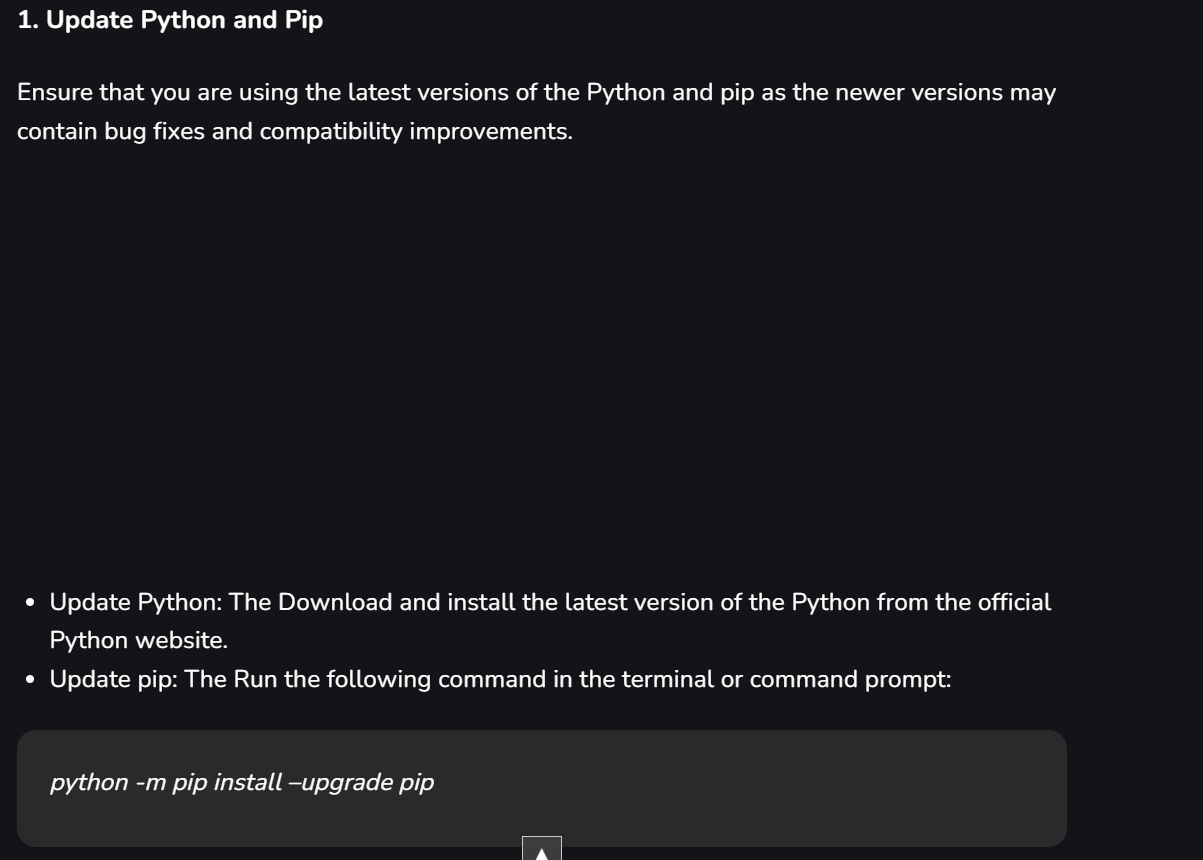 1. Update Python and Pip
Ensure that you are using the latest versions of the Python and pip as the newer versions may
contain bug fixes and compatibility improvements.
• Update Python: The Download and install the latest version of the Python from the official
Python website.
• Update pip: The Run the following command in the terminal or command prompt:
python -m pip install –upgrade pip